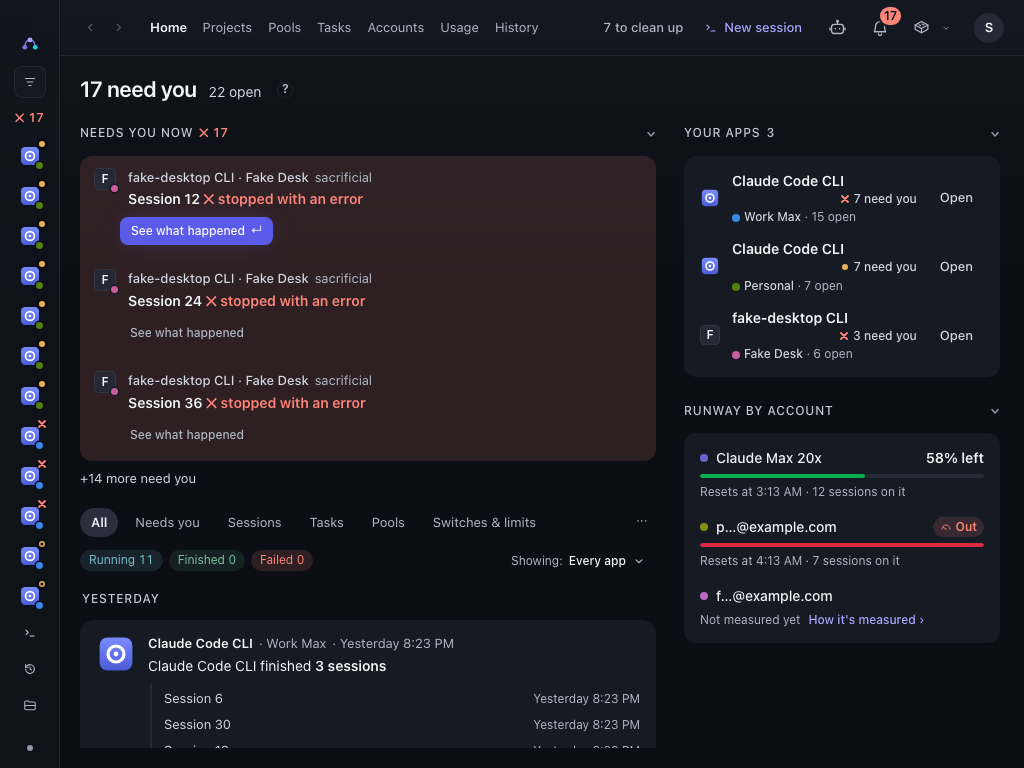 Home Projects Pools Tasks Accounts Usage History 7 to clean up New session 17 S
17
17 need you 22 open ?
NEEDS YOU NOW 17
F fake-desktop CLI · Fake Desk sacrificial
Session 12 stopped with an error
See what happened
F fake-desktop CLI · Fake Desk sacrificial
Session 24 stopped with an error
See what happened
F fake-desktop CLI · Fake Desk sacrificial
Session 36 stopped with an error
See what happened
+14 more need you
All Needs you Sessions Tasks Pools Switches & limits ...
Running 11 Finished 0 Failed 0 Showing: Every app
YESTERDAY
Claude Code CLI · Work Max · Yesterday 8:23 PM
Claude Code CLI finished 3 sessions
Session 6 Yesterday 8:23 PM
Session 30 Yesterday 8:23 PM
YOUR APPS 3
Claude Code CLI
7 need you Open
Work Max · 15 open
Claude Code CLI
7 need you Open
Personal · 7 open
F fake-desktop CLI
3 need you Open
Fake Desk · 6 open
RUNWAY BY ACCOUNT
Claude Max 20x 58% left
Resets at 3:13 AM · 12 sessions on it
p...@example.com Out
Resets at 4:13 AM · 7 sessions on it
f...@example.com
Not measured yet How it's measured ›